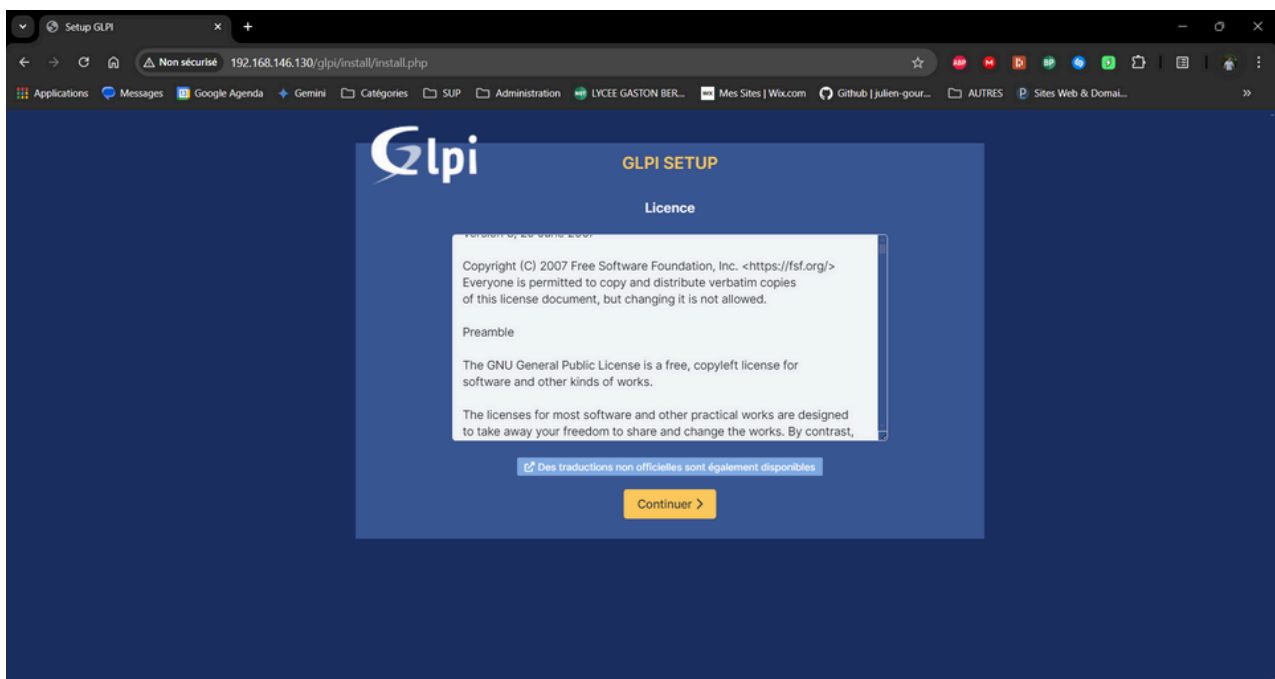 Setup GLPI
Non sécurisé 192.168.146.130/glpi/install/install.php
Applications Messages Google Agenda Gemini Catégories SUP Administration LYCEE GASTON BER... Mes Sites | Wix.com Github | julien-gour... AUTRES Sites Web & Domai... »
Glpi
GLPI SETUP
Licence
Copyright (C) 2007 Free Software Foundation, Inc. <https://fsf.org/>
Everyone is permitted to copy and distribute verbatim copies
of this license document, but changing it is not allowed.
Preamble
The GNU General Public License is a free, copyleft license for
software and other kinds of works.
The licenses for most software and other practical works are designed
to take away your freedom to share and change the works. By contrast,
Des traductions non officielles sont également disponibles
Continuer